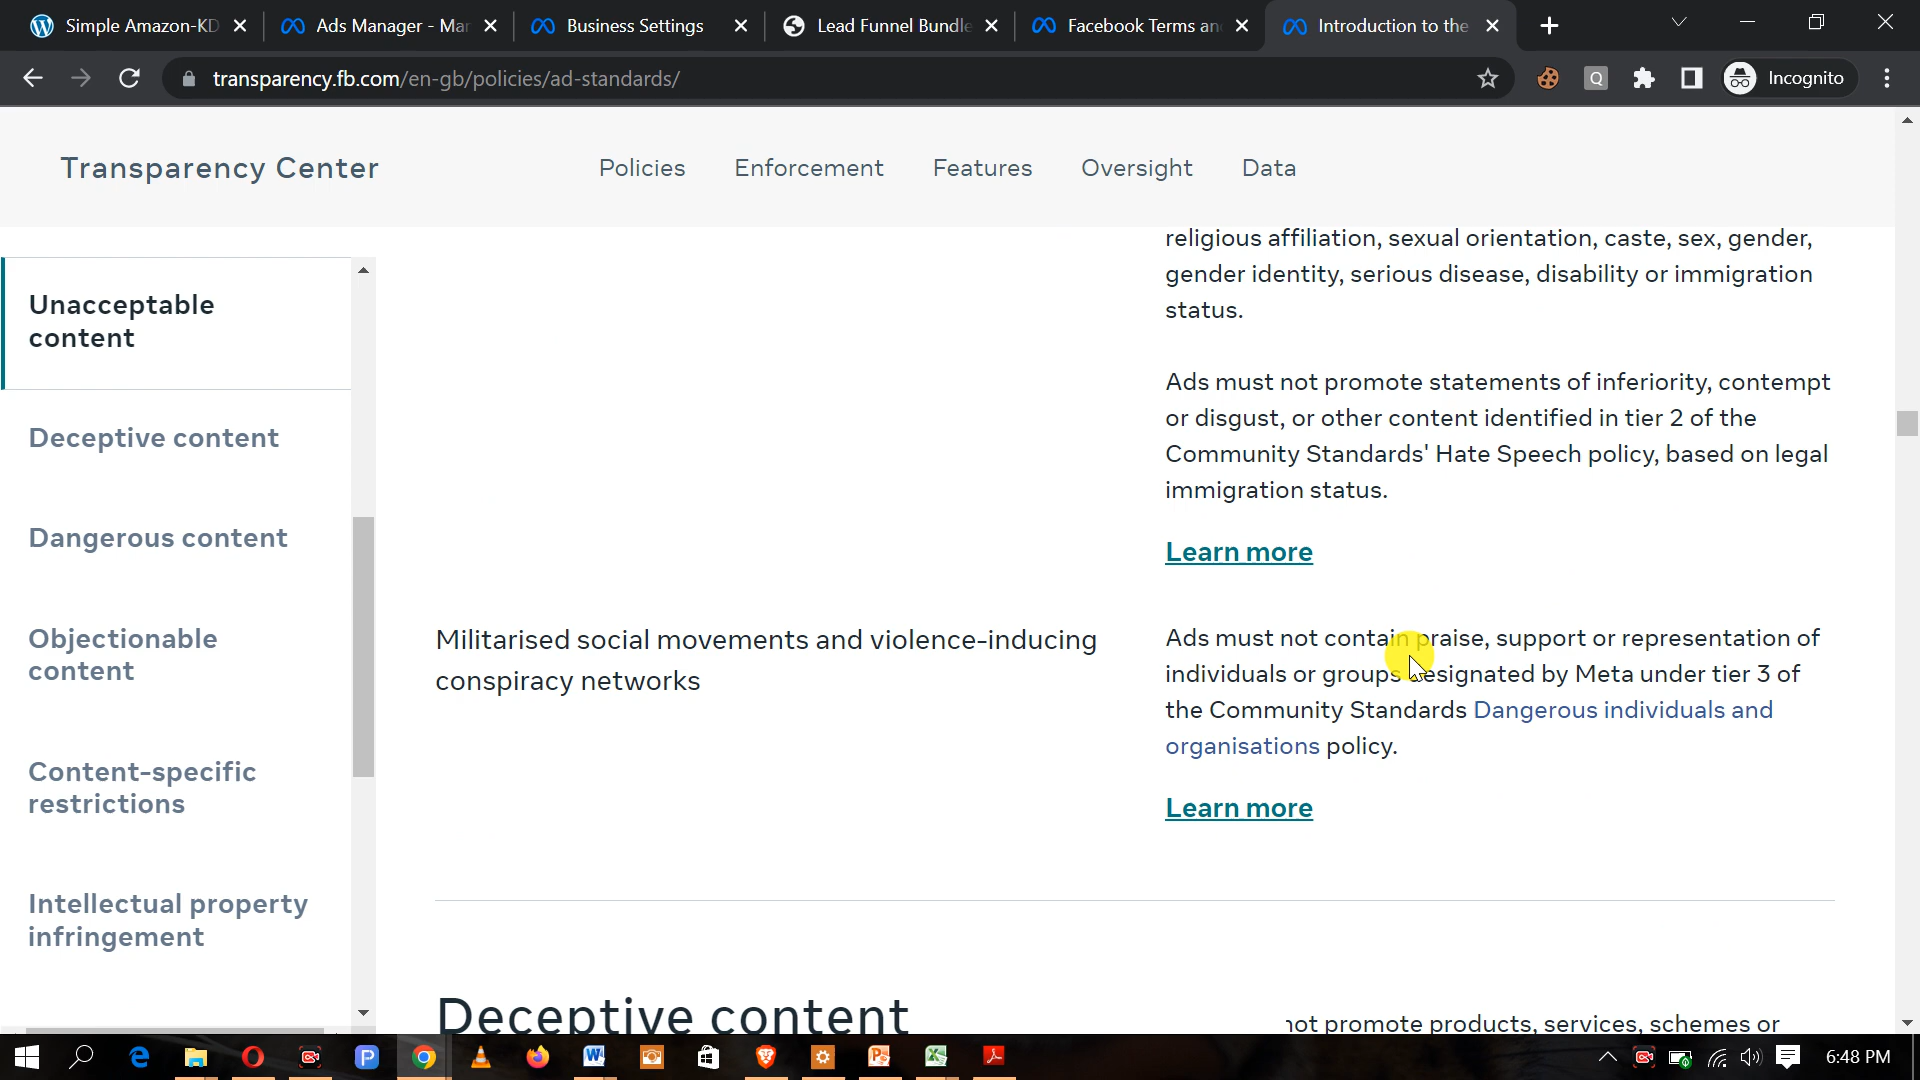 Simple Amazon-KD
Ads Manager - Mar
Business Settings
Lead Funnel Bundle
Facebook Terms an
Introduction to the
transparency.fb.com/en-gb/policies/ad-standards/
Q
Incognito
Transparency Center
Policies
Enforcement
Features
Oversight
Data
Unacceptable
content
Deceptive content
Dangerous content
Objectionable
content
Content-specific
restrictions
Intellectual property
infringement
religious affiliation, sexual orientation, caste, sex, gender,
gender identity, serious disease, disability or immigration
status.
Ads must not promote statements of inferiority, contempt
or disgust, or other content identified in tier 2 of the
Community Standards' Hate Speech policy, based on legal
immigration status.
Learn more
Militarised social movements and violence-inducing
conspiracy networks
Ads must not contain praise, support or representation of
individuals or groups designated by Meta under tier 3 of
the Community Standards Dangerous individuals and
organisations policy.
Learn more
Deceptive content
not promote products, services, schemes or
6:48 PM